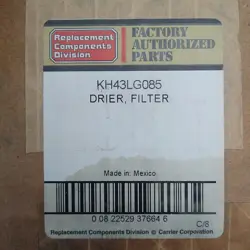 Replacement
Components
Division
FACTORY
AUTHORIZED
PARTS
KH43LG085
DRIER, FILTER
Made in: Mexico
0 08 22529 37664 6
C/6
Replacement Components Division @ Carrier Corporation